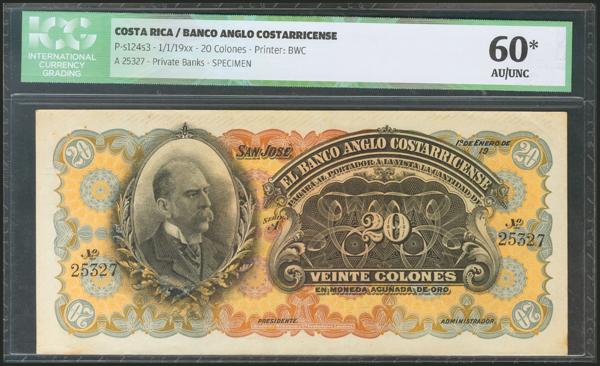 ICG
INTERNATIONAL
CURRENCY
GRADING
COSTA RICA / BANCO ANGLO COSTARRICENSE
P-s124s3 - 1/1/19xx - 20 Colones - Printer: BWC
A 25327 - Private Banks - SPECIMEN
60*
AU/UNC
20
20
SAN JOSÉ
1º DE ENERO DE
19
EL BANCO ANGLO COSTARRICENSE
PAGARÁ AL PORTADOR A LA VISTA LA CANTIDAD DE
SERIE
A
20
Nº
25327
Nº
25327
VEINTE COLONES
EN MONEDA ACUÑADA DE ORO.
PRESIDENTE.
ADMINISTRADOR.
20
20